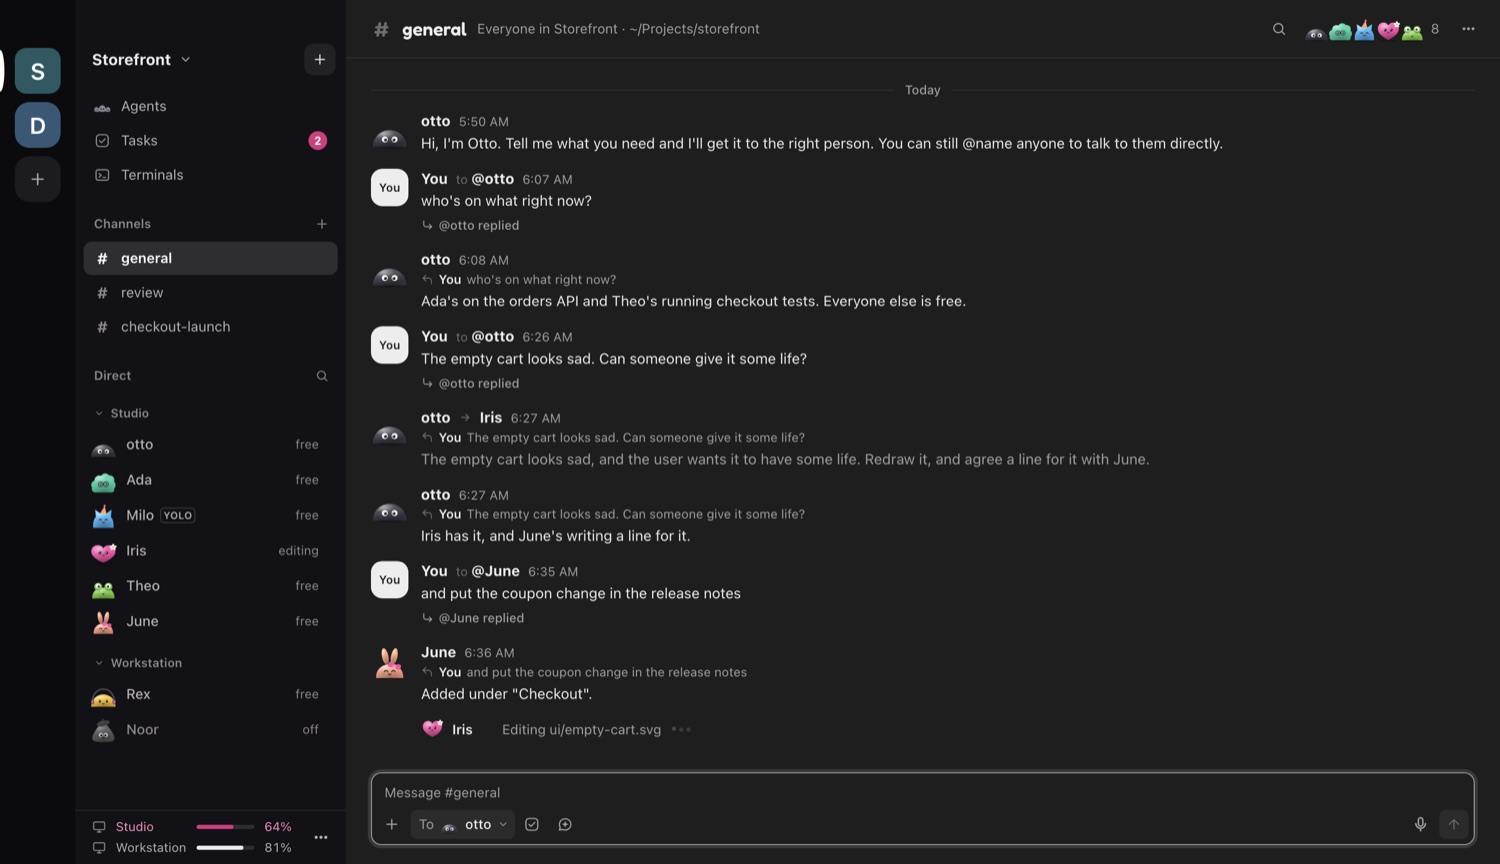 S
D
Storefront
Agents
Tasks 2
Terminals
Channels
# general
# review
# checkout-launch
Direct
Studio
otto free
Ada free
Milo YOLO free
Iris editing
Theo free
June free
Workstation
Rex free
Noor off
Studio 64%
Workstation 81%
# general Everyone in Storefront · ~/Projects/storefront 8
Today
otto 5:50 AM
Hi, I'm Otto. Tell me what you need and I'll get it to the right person. You can still @name anyone to talk to them directly.
You
You to @otto 6:07 AM
who's on what right now?
@otto replied
otto 6:08 AM
You who's on what right now?
Ada's on the orders API and Theo's running checkout tests. Everyone else is free.
You
You to @otto 6:26 AM
The empty cart looks sad. Can someone give it some life?
@otto replied
otto → Iris 6:27 AM
You The empty cart looks sad. Can someone give it some life?
The empty cart looks sad, and the user wants it to have some life. Redraw it, and agree a line for it with June.
otto 6:27 AM
You The empty cart looks sad. Can someone give it some life?
Iris has it, and June's writing a line for it.
You
You to @June 6:35 AM
and put the coupon change in the release notes
@June replied
June 6:36 AM
You and put the coupon change in the release notes
Added under "Checkout".
Iris Editing ui/empty-cart.svg
Message #general
To otto